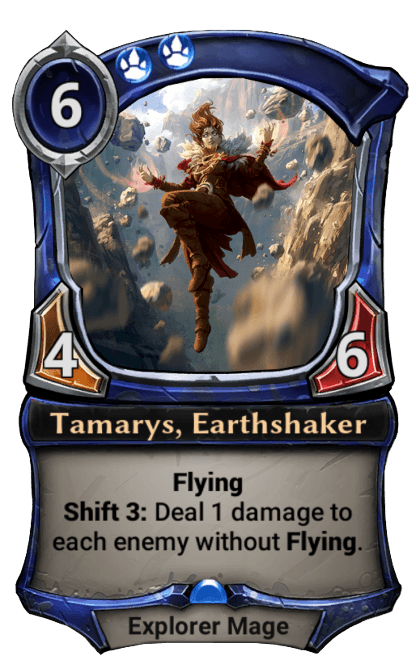 6
4
6
Tamarys, Earthshaker
Flying
Shift 3: Deal 1 damage to
each enemy without Flying.
Explorer Mage